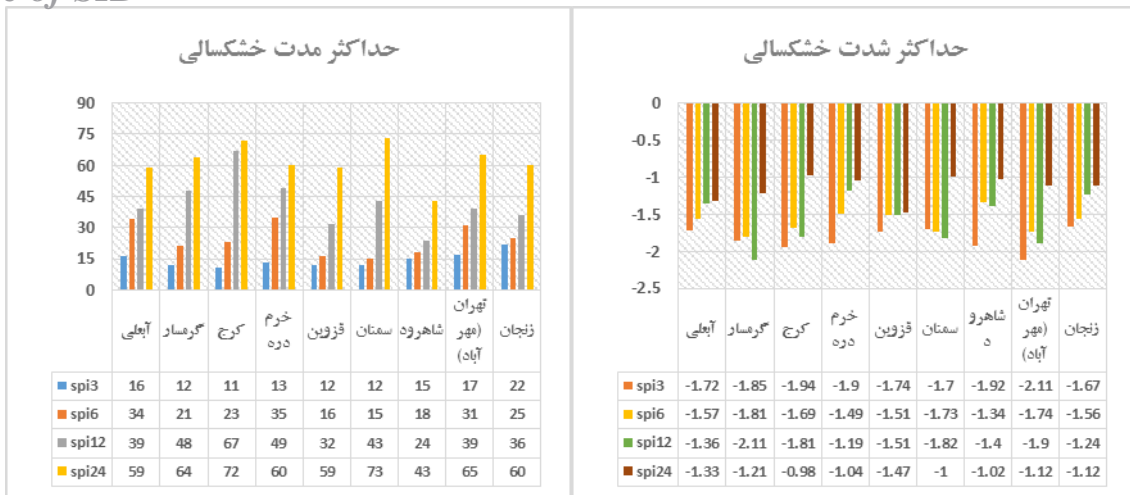 of SID
حداکثر مدت خشکسالی
90
75
60
45
30
15
0
آبعلی گرمسار کرج خرم دره قزوین سمنان شاهرود تهران (مهر آباد) زنجان
spi3 16 12 11 13 12 12 15 17 22
spi6 34 21 23 35 16 15 18 31 25
spi12 39 48 67 49 32 43 24 39 36
spi24 59 64 72 60 59 73 43 65 60
حداکثر شدت خشکسالی
0
-0.5
-1
-1.5
-2
-2.5
آبعلی گرمسار کرج خرم دره قزوین سمنان شاهرو د تهران (مهر آباد) زنجان
spi3 -1.72 -1.85 -1.94 -1.9 -1.74 -1.7 -1.92 -2.11 -1.67
spi6 -1.57 -1.81 -1.69 -1.49 -1.51 -1.73 -1.34 -1.74 -1.56
spi12 -1.36 -2.11 -1.81 -1.19 -1.51 -1.82 -1.4 -1.9 -1.24
spi24 -1.33 -1.21 -0.98 -1.04 -1.47 -1 -1.02 -1.12 -1.12